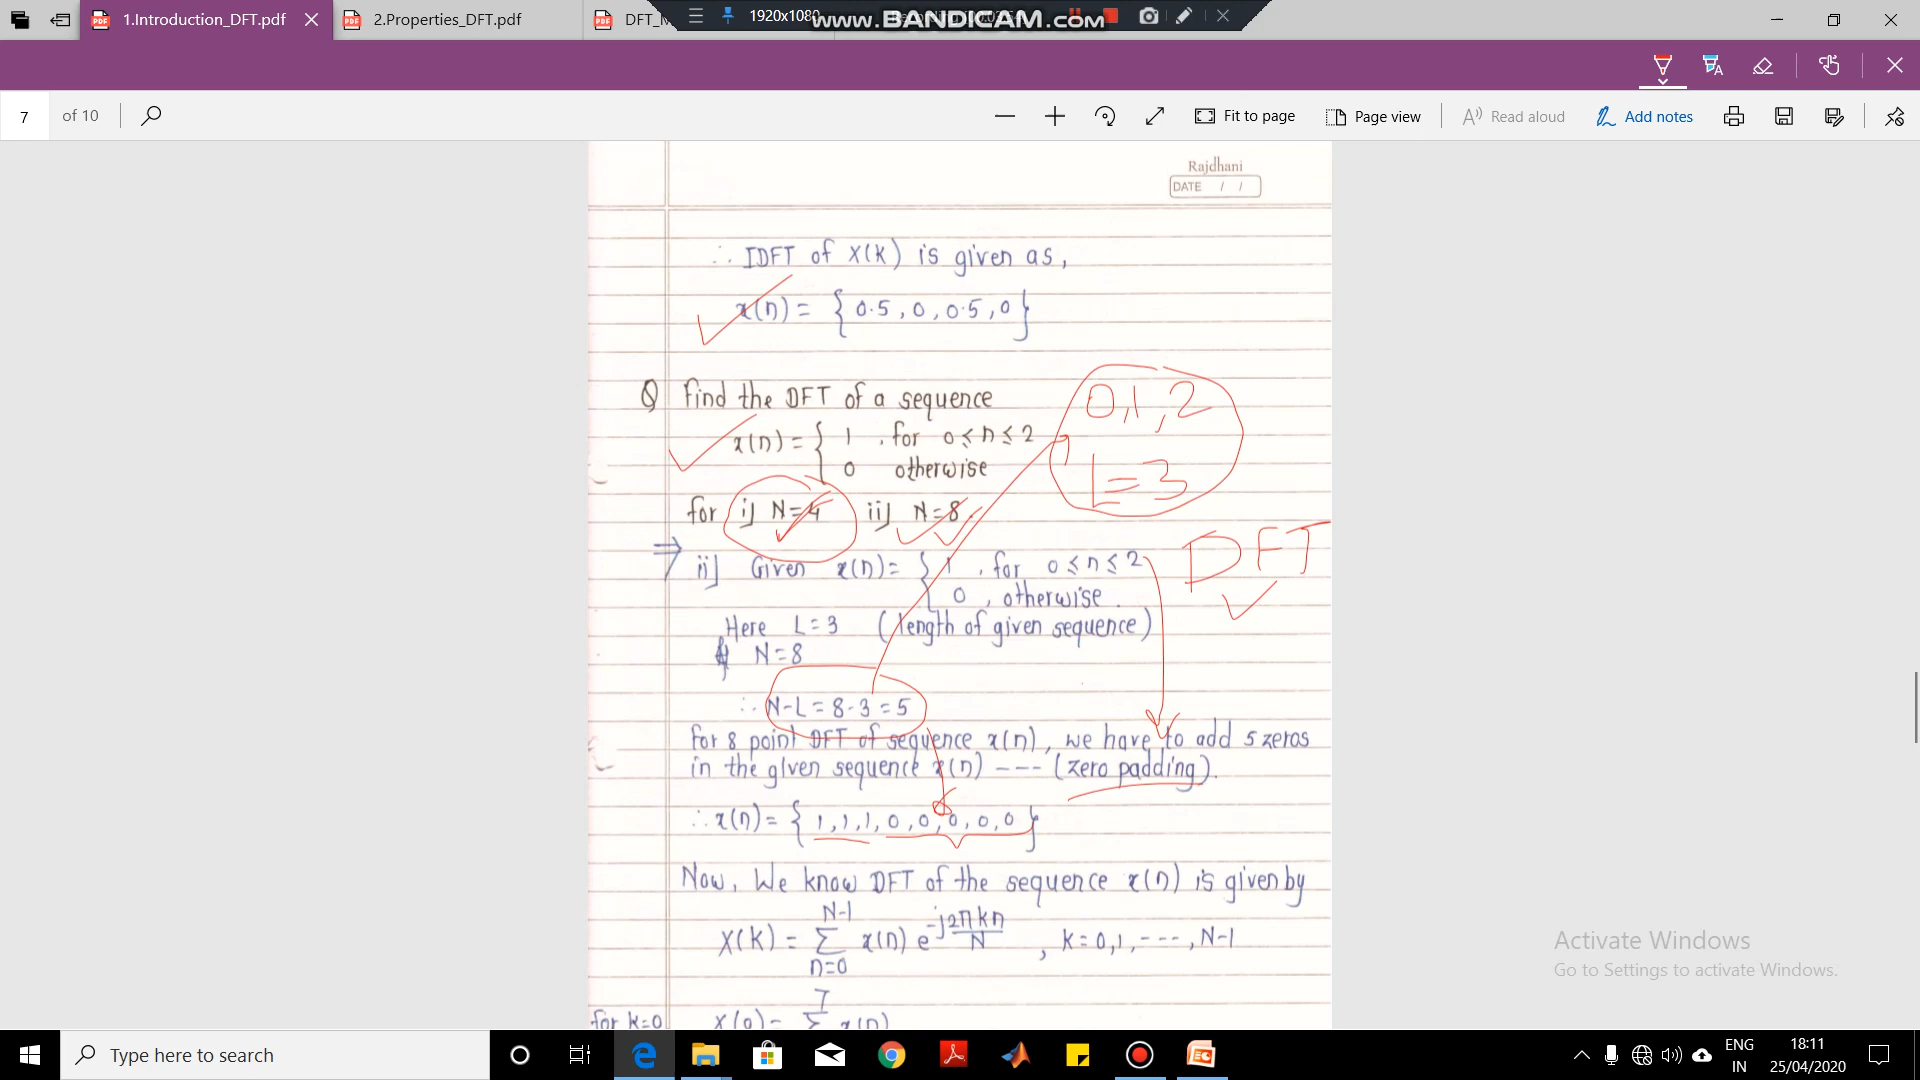 1.Introduction_DFT.pdf
2.Properties_DFT.pdf
1920x1080
www.BANDICAM.com
7 of 10
Fit to page
Page view
Read aloud
Add notes
Rajdhani
DATE / /
∴ IDFT of X(K) is given as,
x(n) = { 0.5 , 0 , 0.5 , 0 }
Q Find the DFT of a sequence
x(n) = { 1 , for 0 ≤ n ≤ 2
0 otherwise
0,1,2
L=3
for i] N=4 ii] N=8
DFT
⇒ ii] Given x(n) = { 1 , for 0 ≤ n ≤ 2
0 , otherwise.
Here L=3 (length of given sequence)
N=8
∴ N-L = 8-3 = 5
For 8 point DFT of sequence x(n), we have to add 5 zeros
in the given sequence x(n) --- (zero padding).
∴ x(n) = { 1,1,1,0,0,0,0,0 }
Now, We know DFT of the sequence x(n) is given by
X(K) = N-1 Σ n=0 x(n) e -j2πkn/N , k=0,1,---,N-1
for k=0 X(0)= 7 Σ x(n)
Activate Windows
Go to Settings to activate Windows.
Type here to search
ENG
IN
18:11
25/04/2020